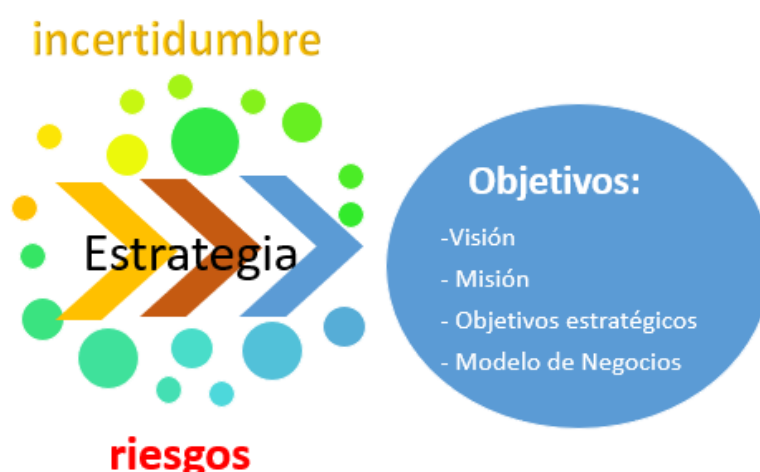 incertidumbre
Estrategia
Objetivos:
-Visión
- Misión
- Objetivos estratégicos
- Modelo de Negocios
riesgos